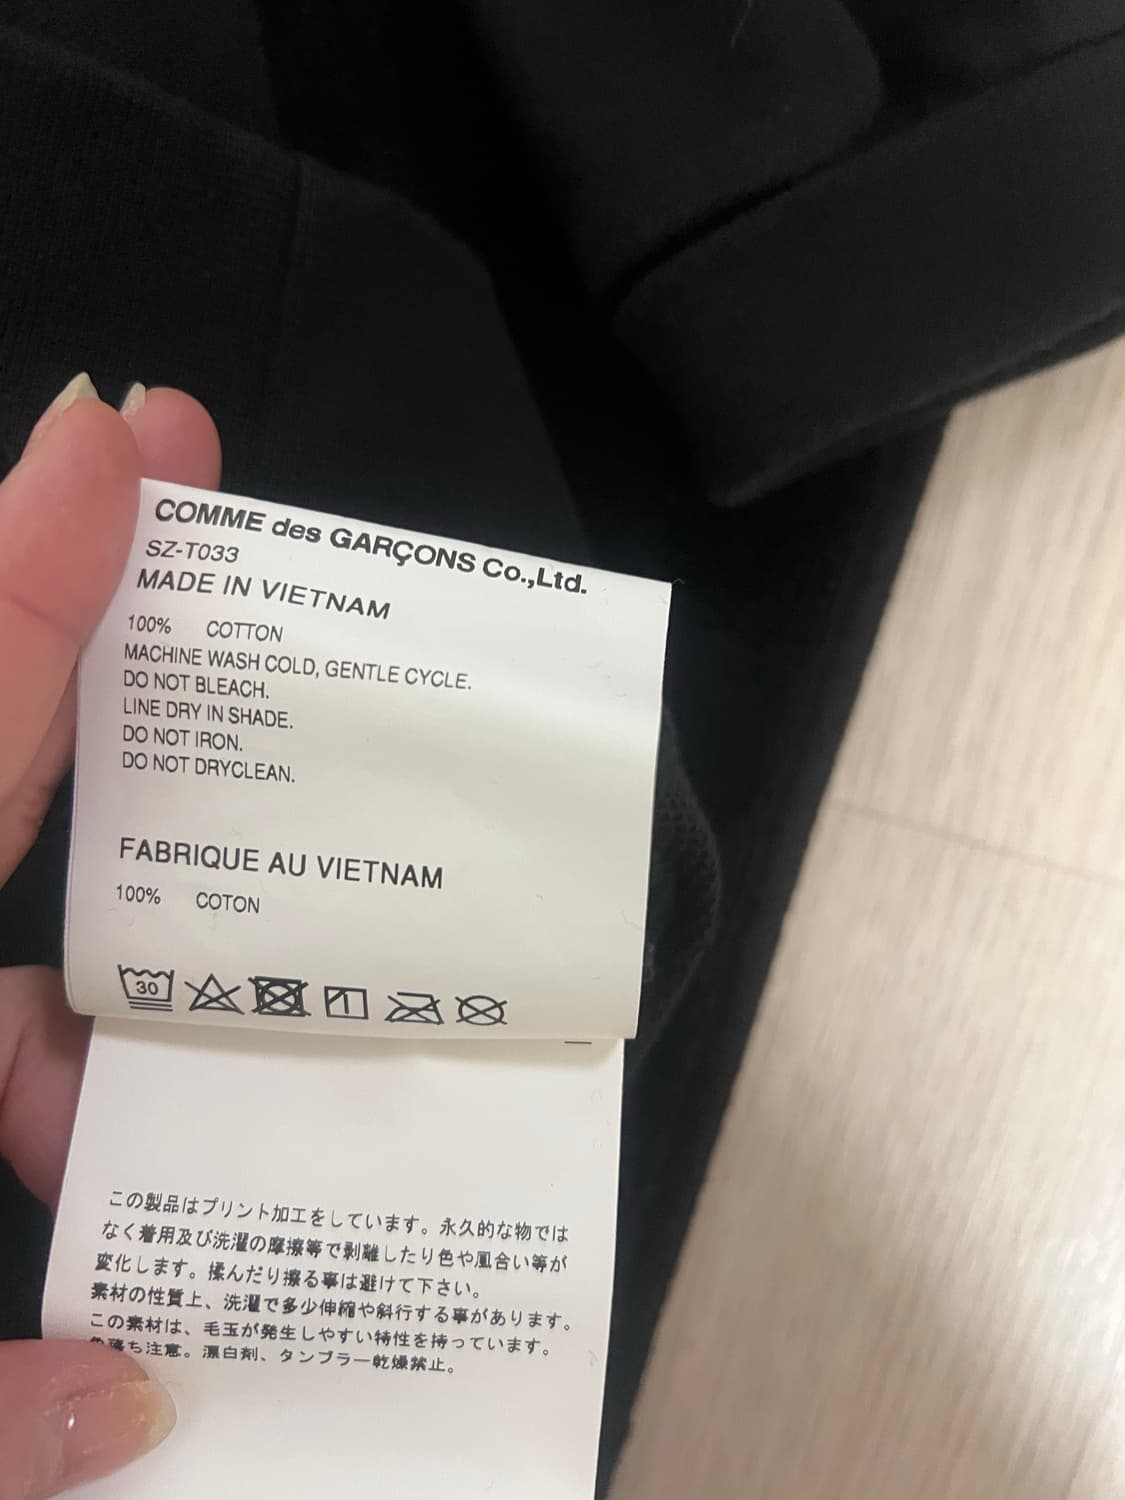 COMME des GARÇONS Co.,Ltd.
SZ-T033
MADE IN VIETNAM
100% COTTON
MACHINE WASH COLD, GENTLE CYCLE.
DO NOT BLEACH.
LINE DRY IN SHADE.
DO NOT IRON.
DO NOT DRYCLEAN.
FABRIQUE AU VIETNAM
100% COTON
30
この製品はプリント加工をしています。永久的な物では
なく着用及び洗濯の摩擦等で剥離したり色や風合い等が
変化します。揉んだり擦る事は避けて下さい。
素材の性質上、洗濯で多少伸縮や斜行する事があります。
この素材は、毛玉が発生しやすい特性を持っています。
色落ち注意。漂白剤、タンブラー乾燥禁止。